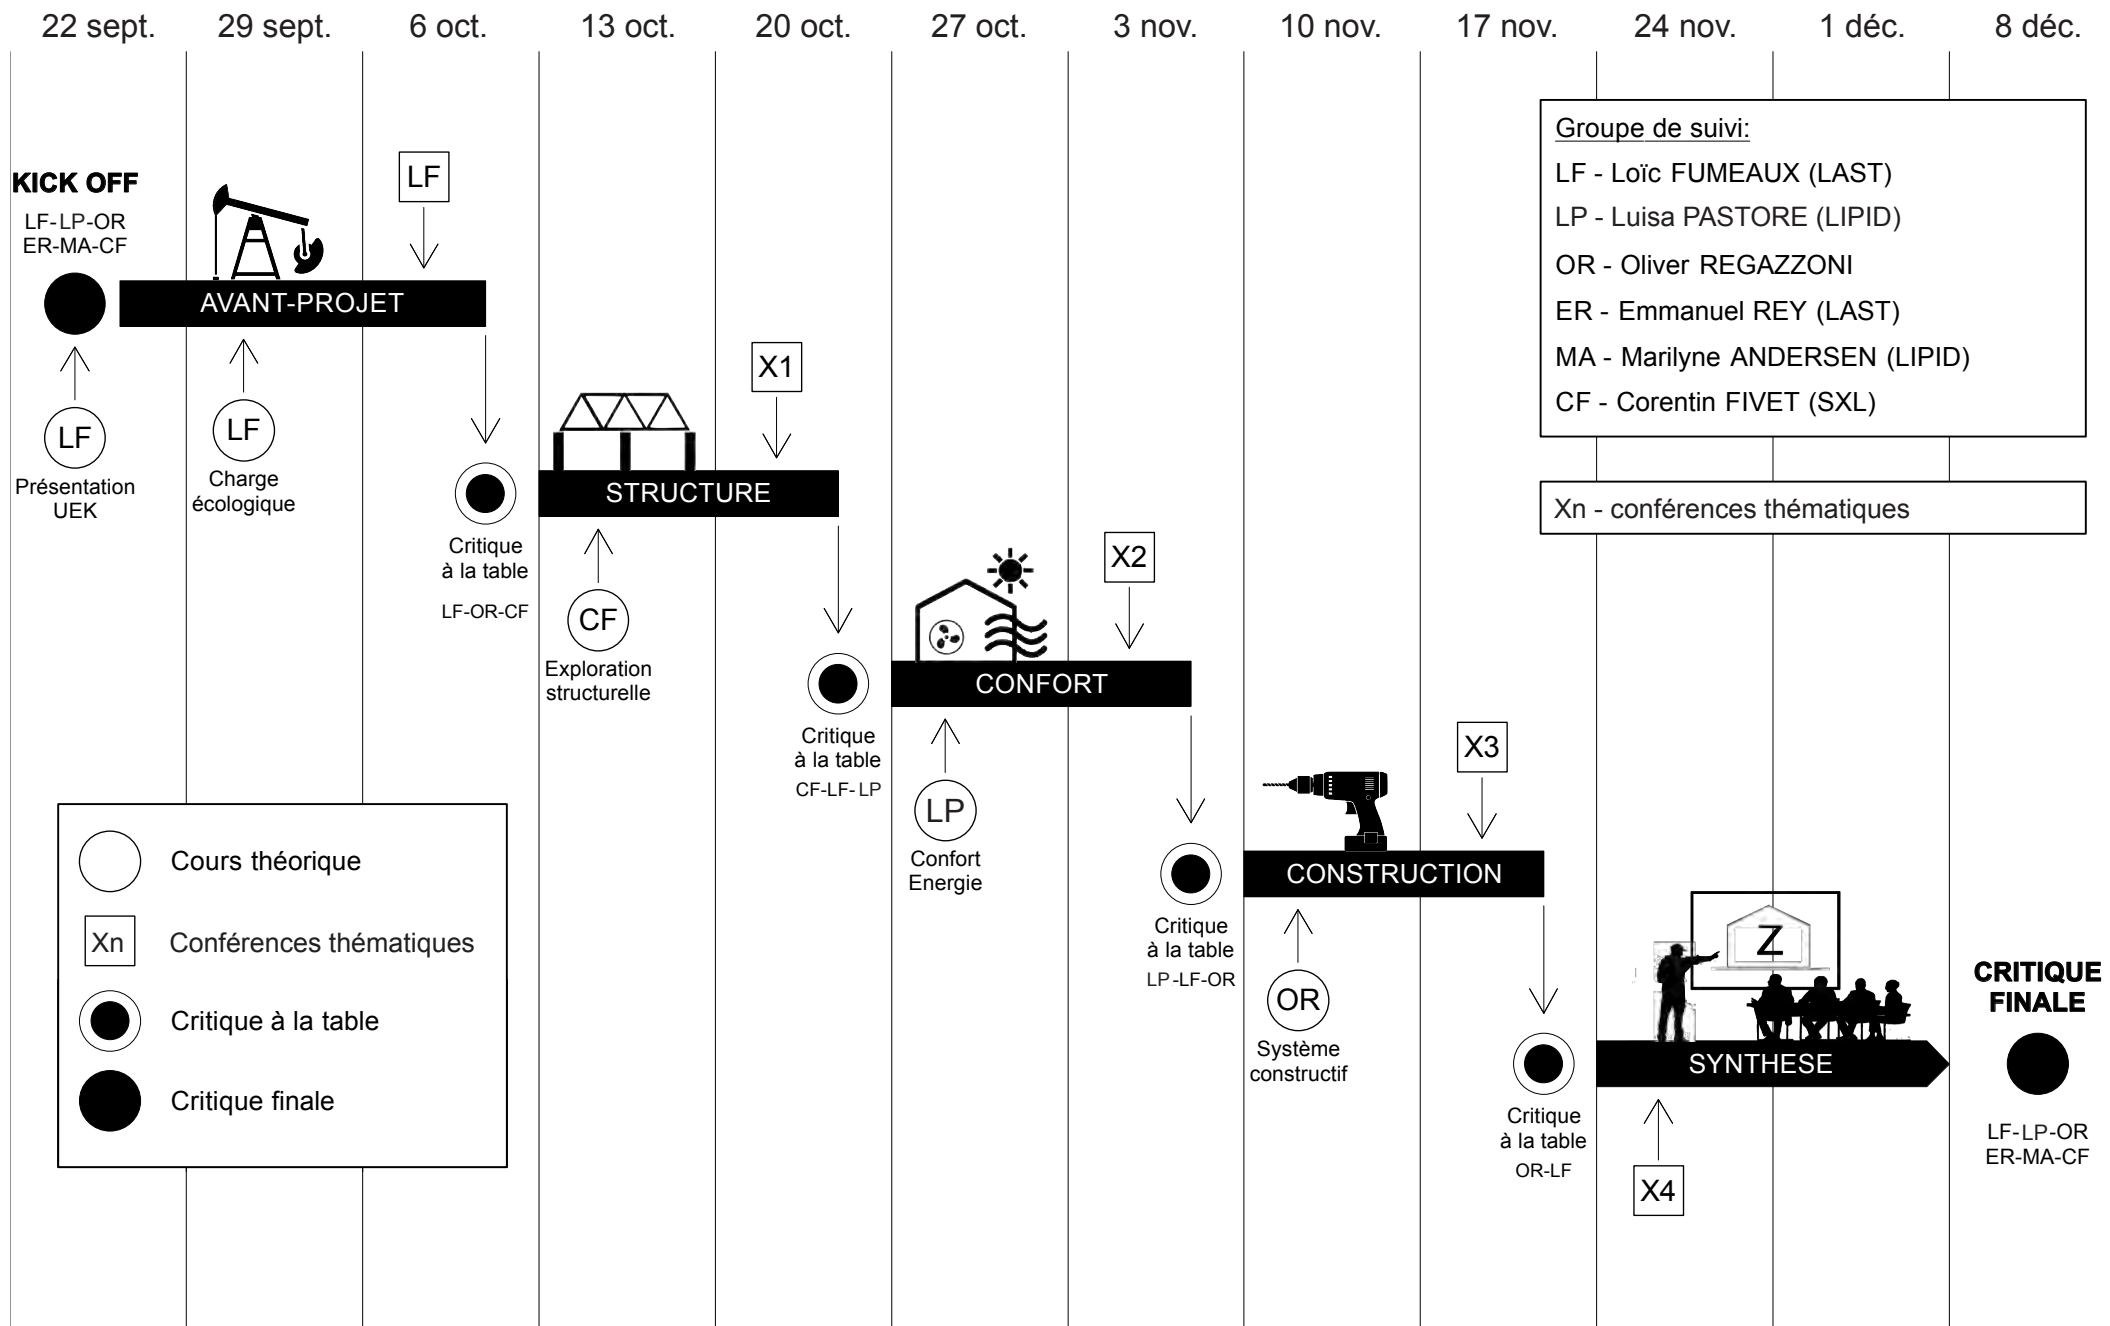 22 sept.
29 sept.
6 oct.
13 oct.
20 oct.
27 oct.
3 nov.
10 nov.
17 nov.
24 nov.
1 déc.
8 déc.
KICK OFF
LF-LP-OR
ER-MA-CF
AVANT-PROJET
LF
LF
Présentation
UEK
LF
Charge
écologique
Critique
à la table
LF-OR-CF
X1
STRUCTURE
CF
Exploration
structurelle
Critique
à la table
CF-LF-LP
X2
CONFORT
LP
Confort
Energie
Critique
à la table
LP-LF-OR
X3
CONSTRUCTION
OR
Système
constructif
Critique
à la table
OR-LF
Z
SYNTHESE
X4
CRITIQUE
FINALE
LF-LP-OR
ER-MA-CF
Groupe de suivi:
LF - Loïc FUMEAUX (LAST)
LP - Luisa PASTORE (LIPID)
OR - Oliver REGAZZONI
ER - Emmanuel REY (LAST)
MA - Marilyne ANDERSEN (LIPID)
CF - Corentin FIVET (SXL)
Xn - conférences thématiques
Cours théorique
Xn Conférences thématiques
Critique à la table
Critique finale